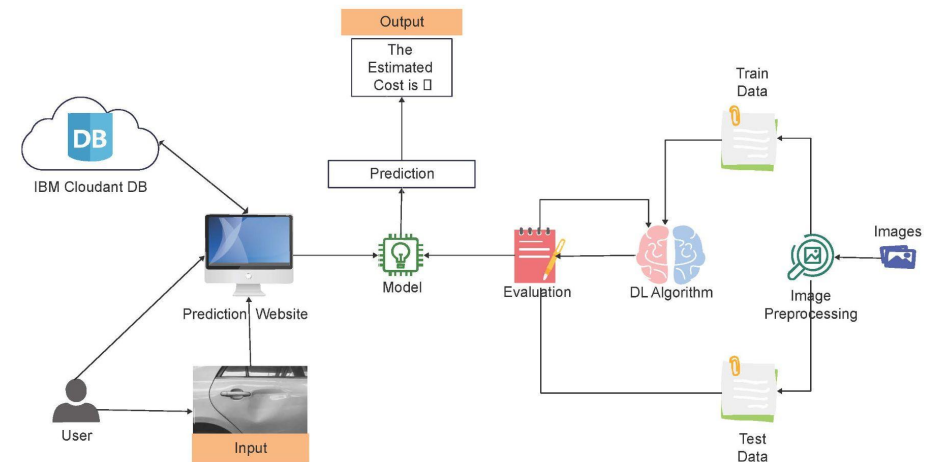 Output
The
Estimated
Cost is ▯
Train
Data
DB
IBM Cloudant DB
Prediction
Images
Model
Evaluation
DL Algorithm
Image
Preprocessing
Prediction Website
User
Input
Test
Data